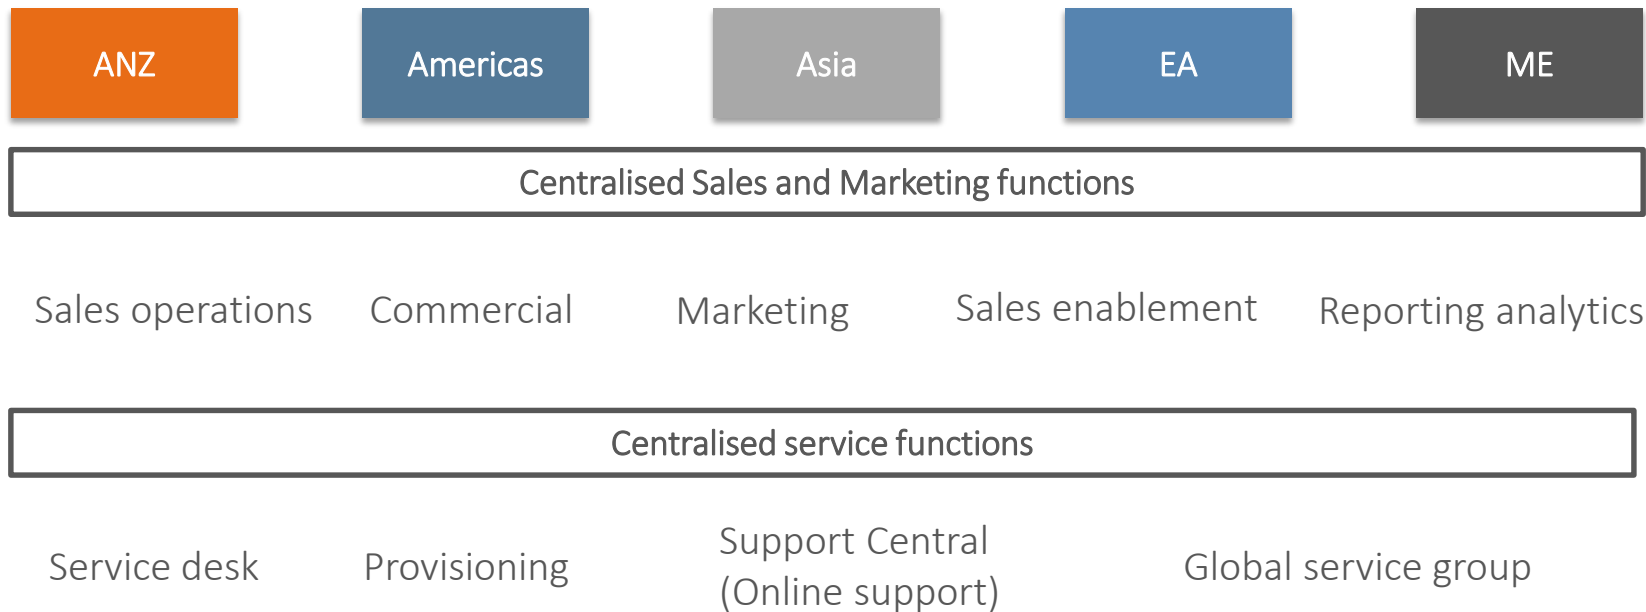 ANZ
Americas
Asia
EA
ME
Centralised Sales and Marketing functions
Sales operations
Commercial
Marketing
Sales enablement
Reporting analytics
Centralised service functions
Service desk
Provisioning
Support Central
(Online support)
Global service group